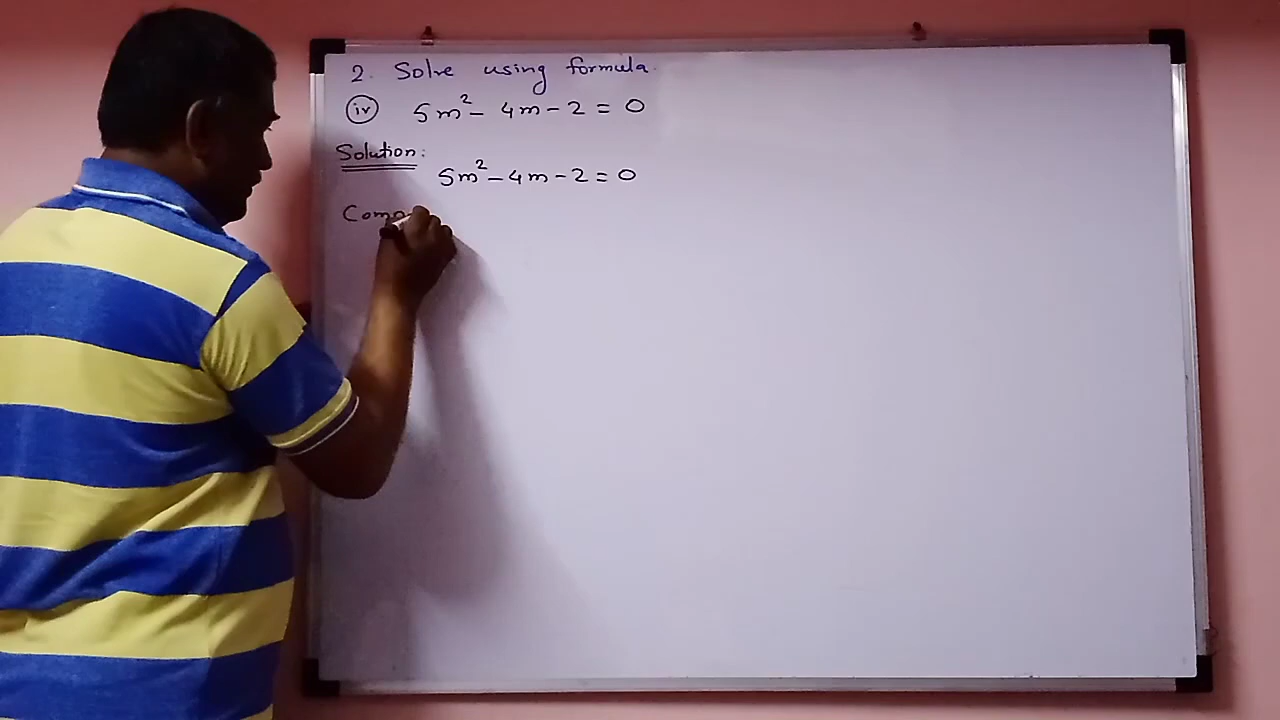 2. Solve using formula.
(iv) 5m² - 4m - 2 = 0
Solution:
5m² - 4m - 2 = 0
Comp